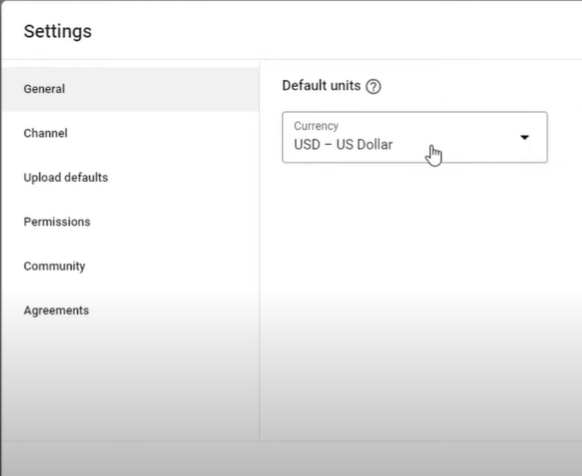 Settings
General
Channel
Upload defaults
Permissions
Community
Agreements
Default units
Currency
USD – US Dollar